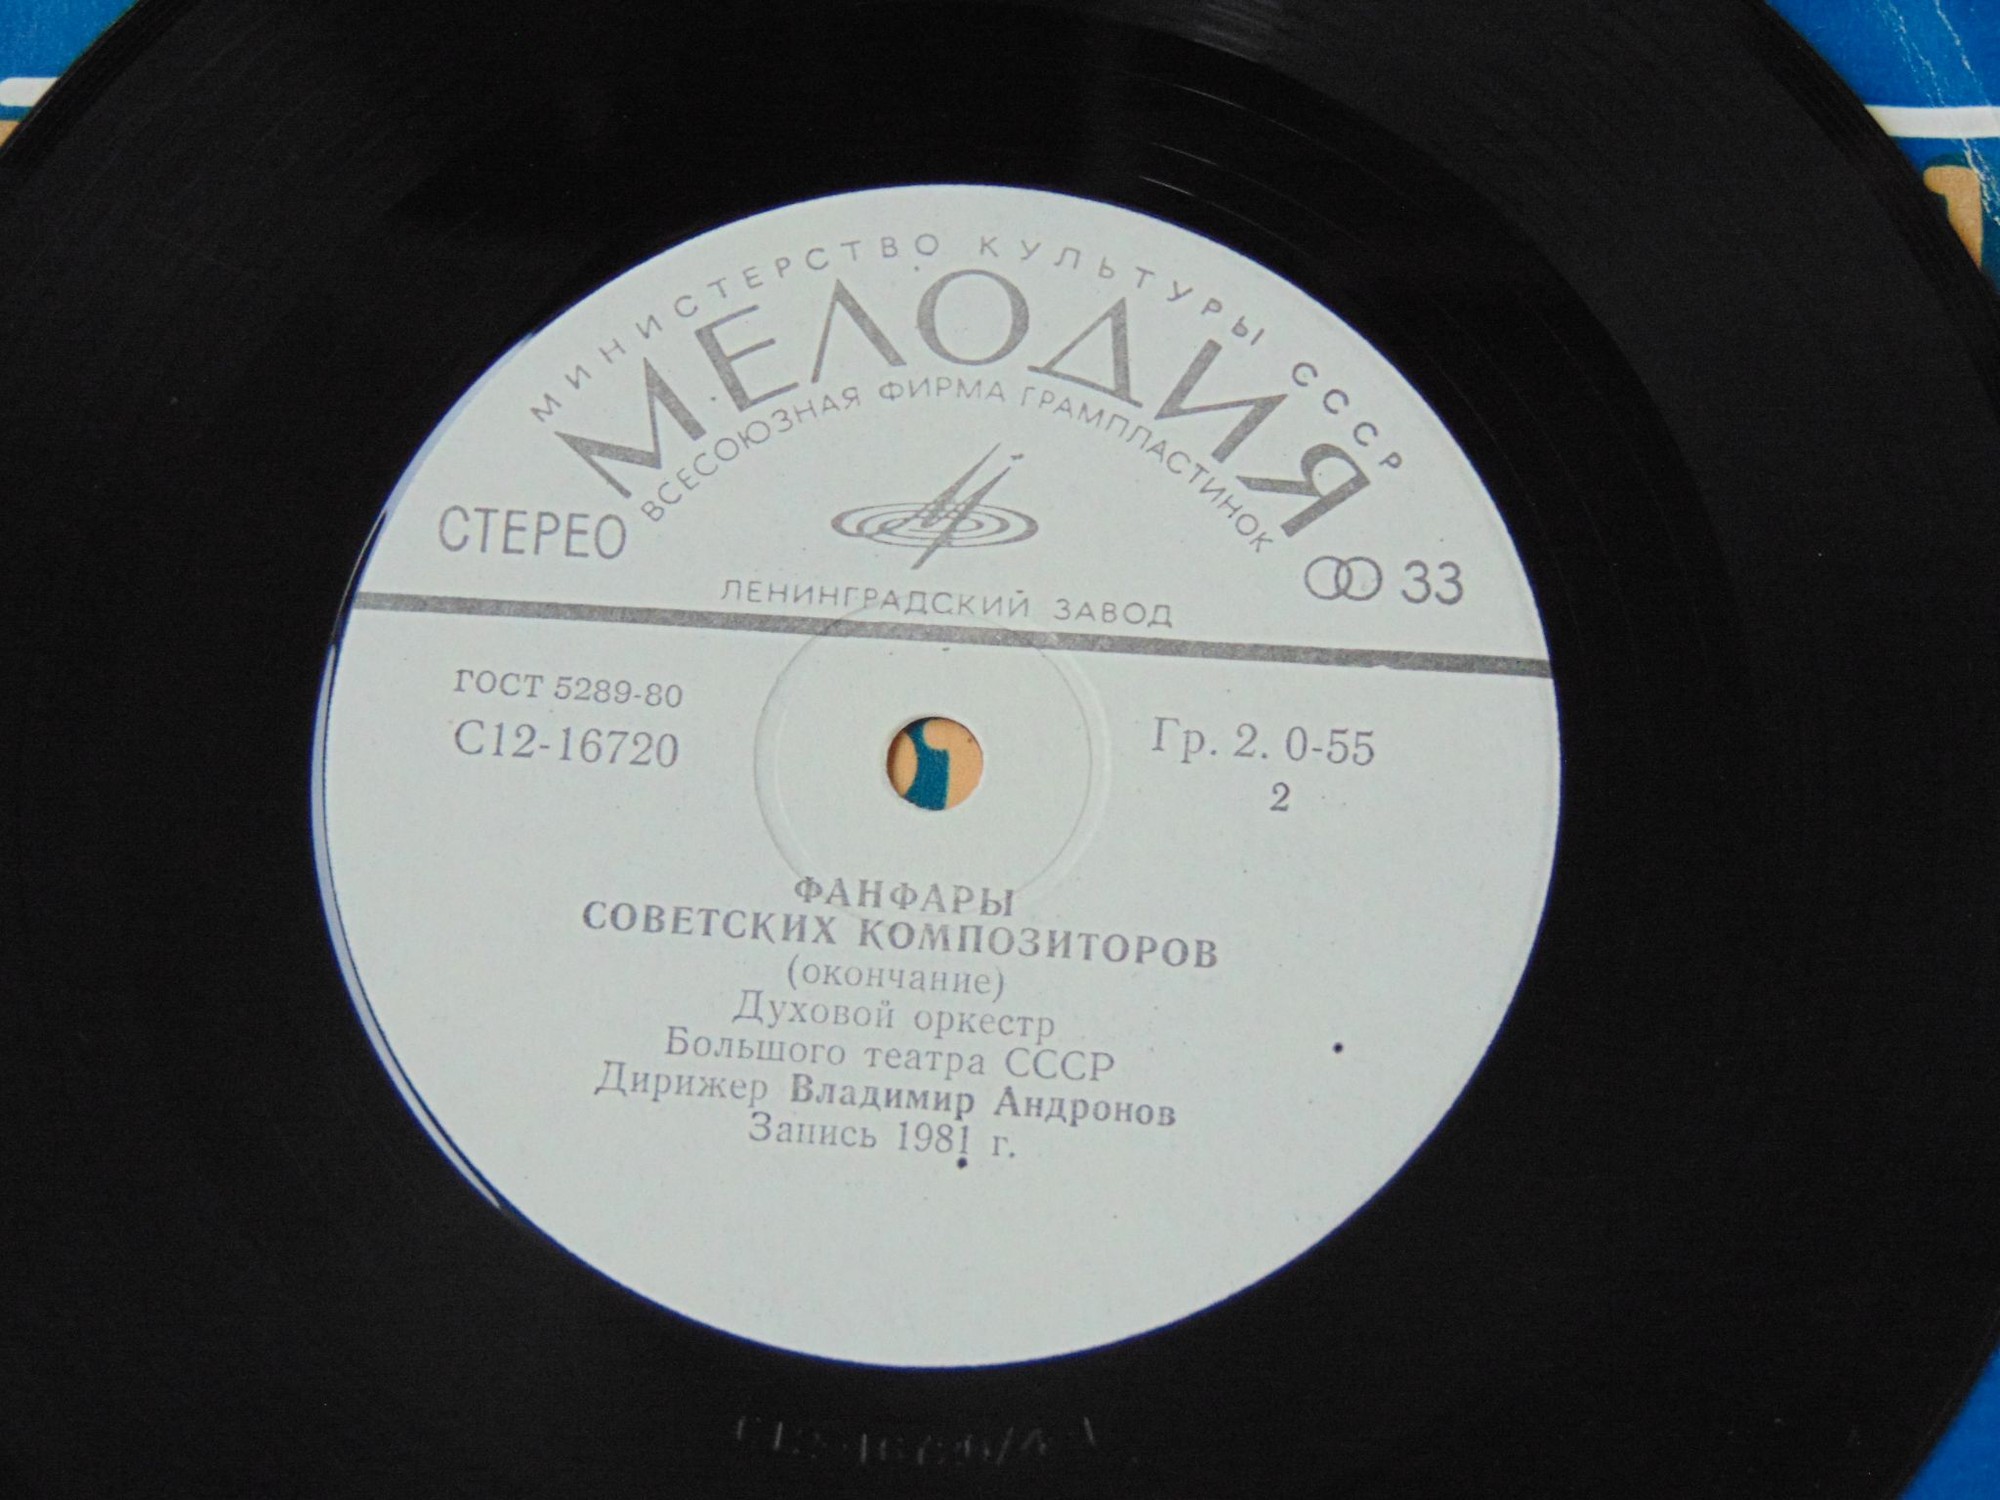 МИНИСТЕРСТВО КУЛЬТУРЫ СССР
МЕЛОДИЯ
ВСЕСОЮЗНАЯ ФИРМА ГРАМПЛАСТИНОК
СТЕРЕО
33
ЛЕНИНГРАДСКИЙ ЗАВОД
ГОСТ 5289-80
С12-16720
Гр. 2. 0-55
2
ФАНФАРЫ
СОВЕТСКИХ КОМПОЗИТОРОВ
(окончание)
Духовой оркестр
Большого театра СССР
Дирижер Владимир Андронов
Запись 1981 г.